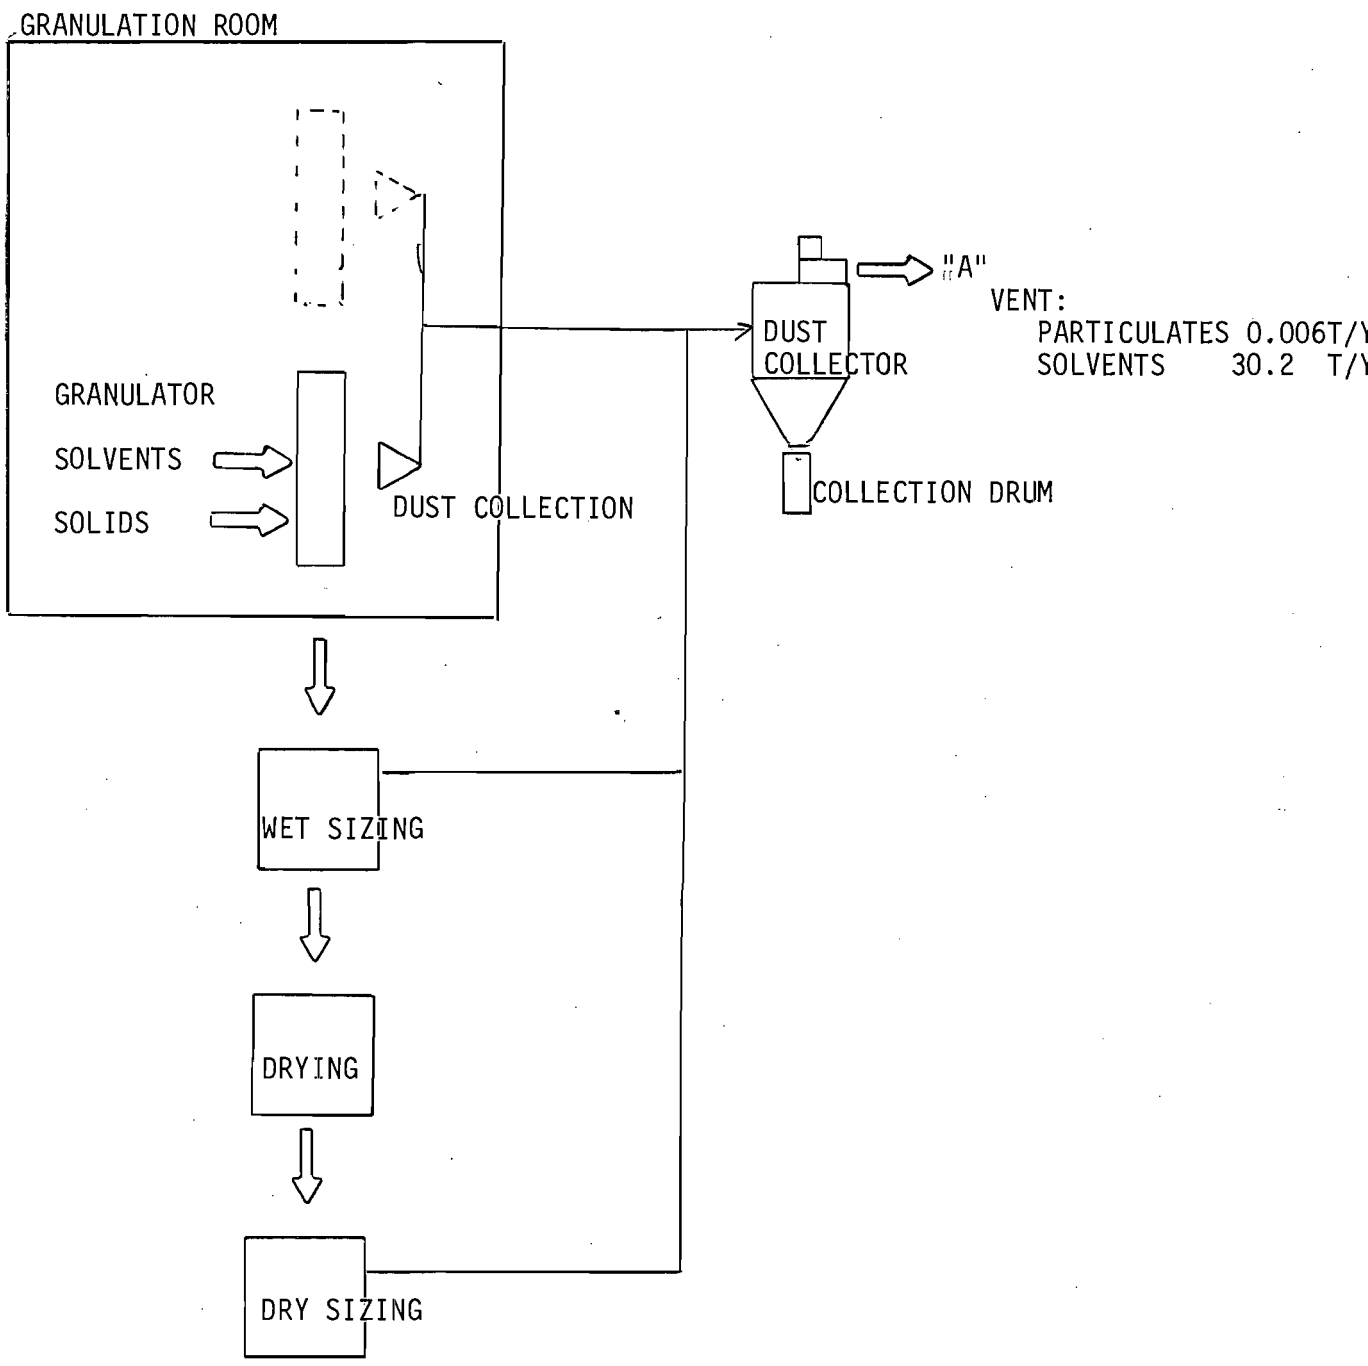 GRANULATION ROOM
"A"
VENT:
DUST
COLLECTOR
PARTICULATES 0.006T/Y
SOLVENTS 30.2 T/Y
GRANULATOR
SOLVENTS
SOLIDS
DUST COLLECTION
COLLECTION DRUM
WET SIZING
DRYING
DRY SIZING